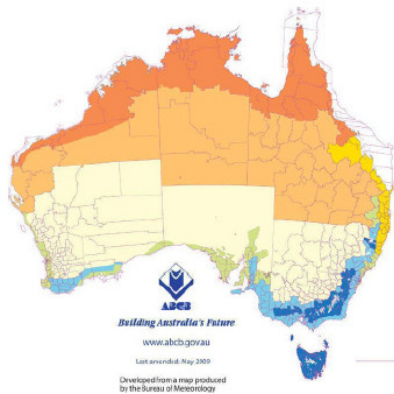 ABCB
Building Australia's Future
www.abcb.gov.au
Last amended: May 2009
Developed from a map produced
by the Bureau of Meteorology